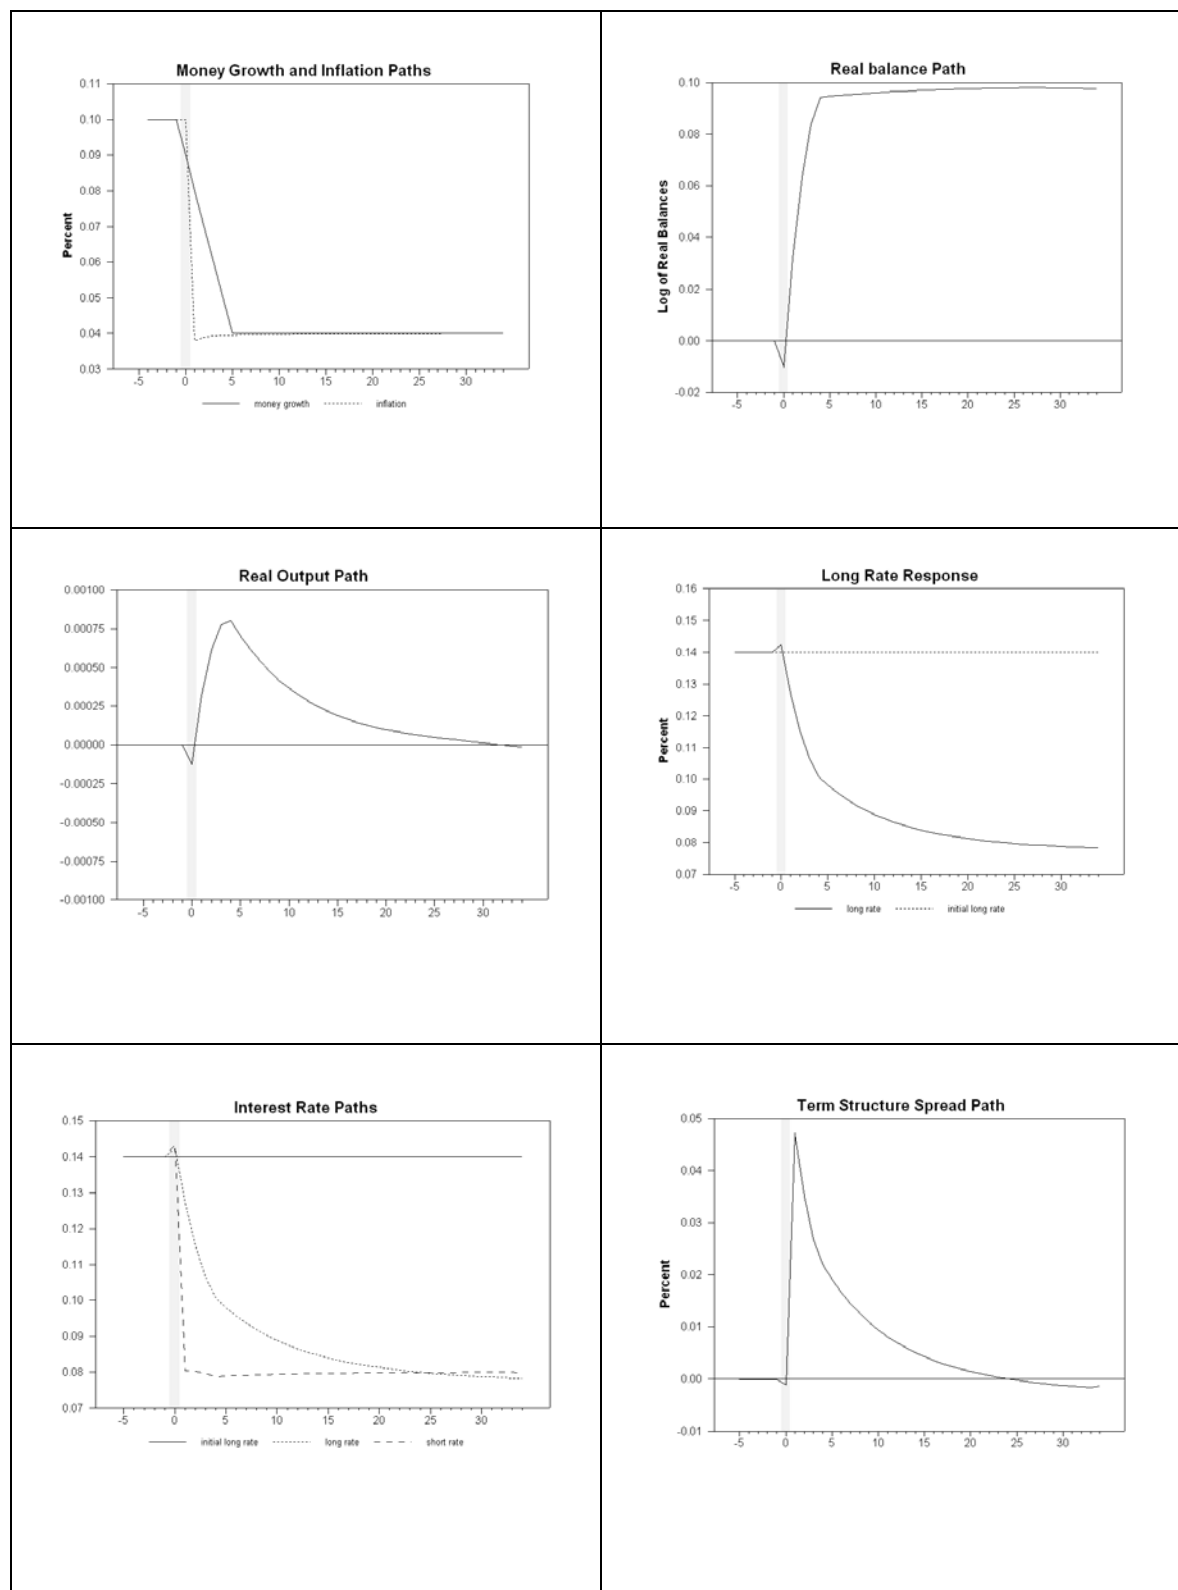 Money Growth and Inflation Paths
0.11
0.10
0.09
0.08
0.07
0.06
0.05
0.04
0.03
Percent
-5 0 5 10 15 20 25 30
money growth inflation
Real balance Path
0.10
0.08
0.06
0.04
0.02
0.00
-0.02
Log of Real Balances
-5 0 5 10 15 20 25 30
Real Output Path
0.00100
0.00075
0.00050
0.00025
0.00000
-0.00025
-0.00050
-0.00075
-0.00100
-5 0 5 10 15 20 25 30
Long Rate Response
0.16
0.15
0.14
0.13
0.12
0.11
0.10
0.09
0.08
0.07
Percent
-5 0 5 10 15 20 25 30
long rate initial long rate
Interest Rate Paths
0.15
0.14
0.13
0.12
0.11
0.10
0.09
0.08
0.07
-5 0 5 10 15 20 25 30
initial long rate long rate short rate
Term Structure Spread Path
0.05
0.04
0.03
0.02
0.01
0.00
-0.01
Percent
-5 0 5 10 15 20 25 30